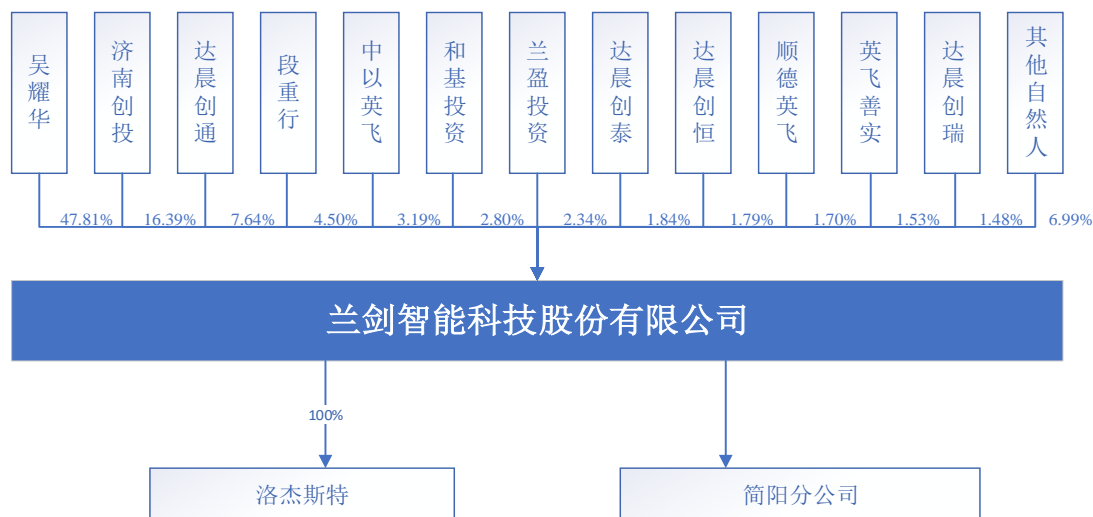 吴耀华
济南创投
达晨创通
段重行
中以英飞
和基投资
兰盈投资
达晨创泰
达晨创恒
顺德英飞
英飞善实
达晨创瑞
其他自然人
47.81%
16.39%
7.64%
4.50%
3.19%
2.80%
2.34%
1.84%
1.79%
1.70%
1.53%
1.48%
6.99%
兰剑智能科技股份有限公司
100%
洛杰斯特
简阳分公司